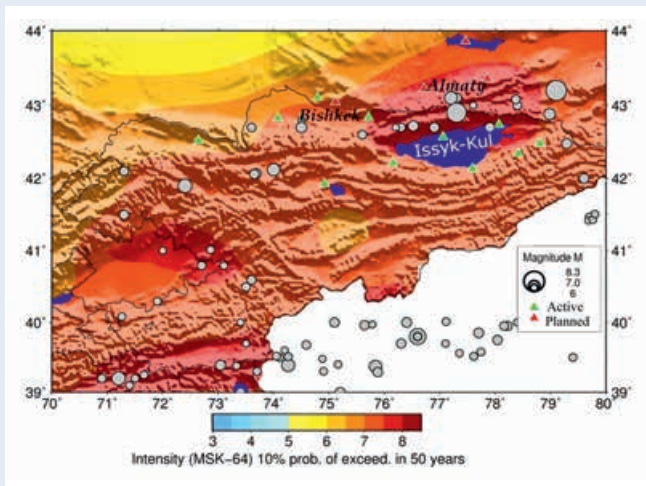 44°
44°
43°
43°
Almaty
Bishkek
Issyk-Kul
42°
42°
41°
41°
Magnitude M
8.3
7.0
6
Active
Planned
40°
40°
39°
39°
70° 71° 72° 73° 74° 75° 76° 77° 78° 79° 80°
3 4 5 6 7 8
Intensity (MSK-64) 10% prob. of exceed. in 50 years